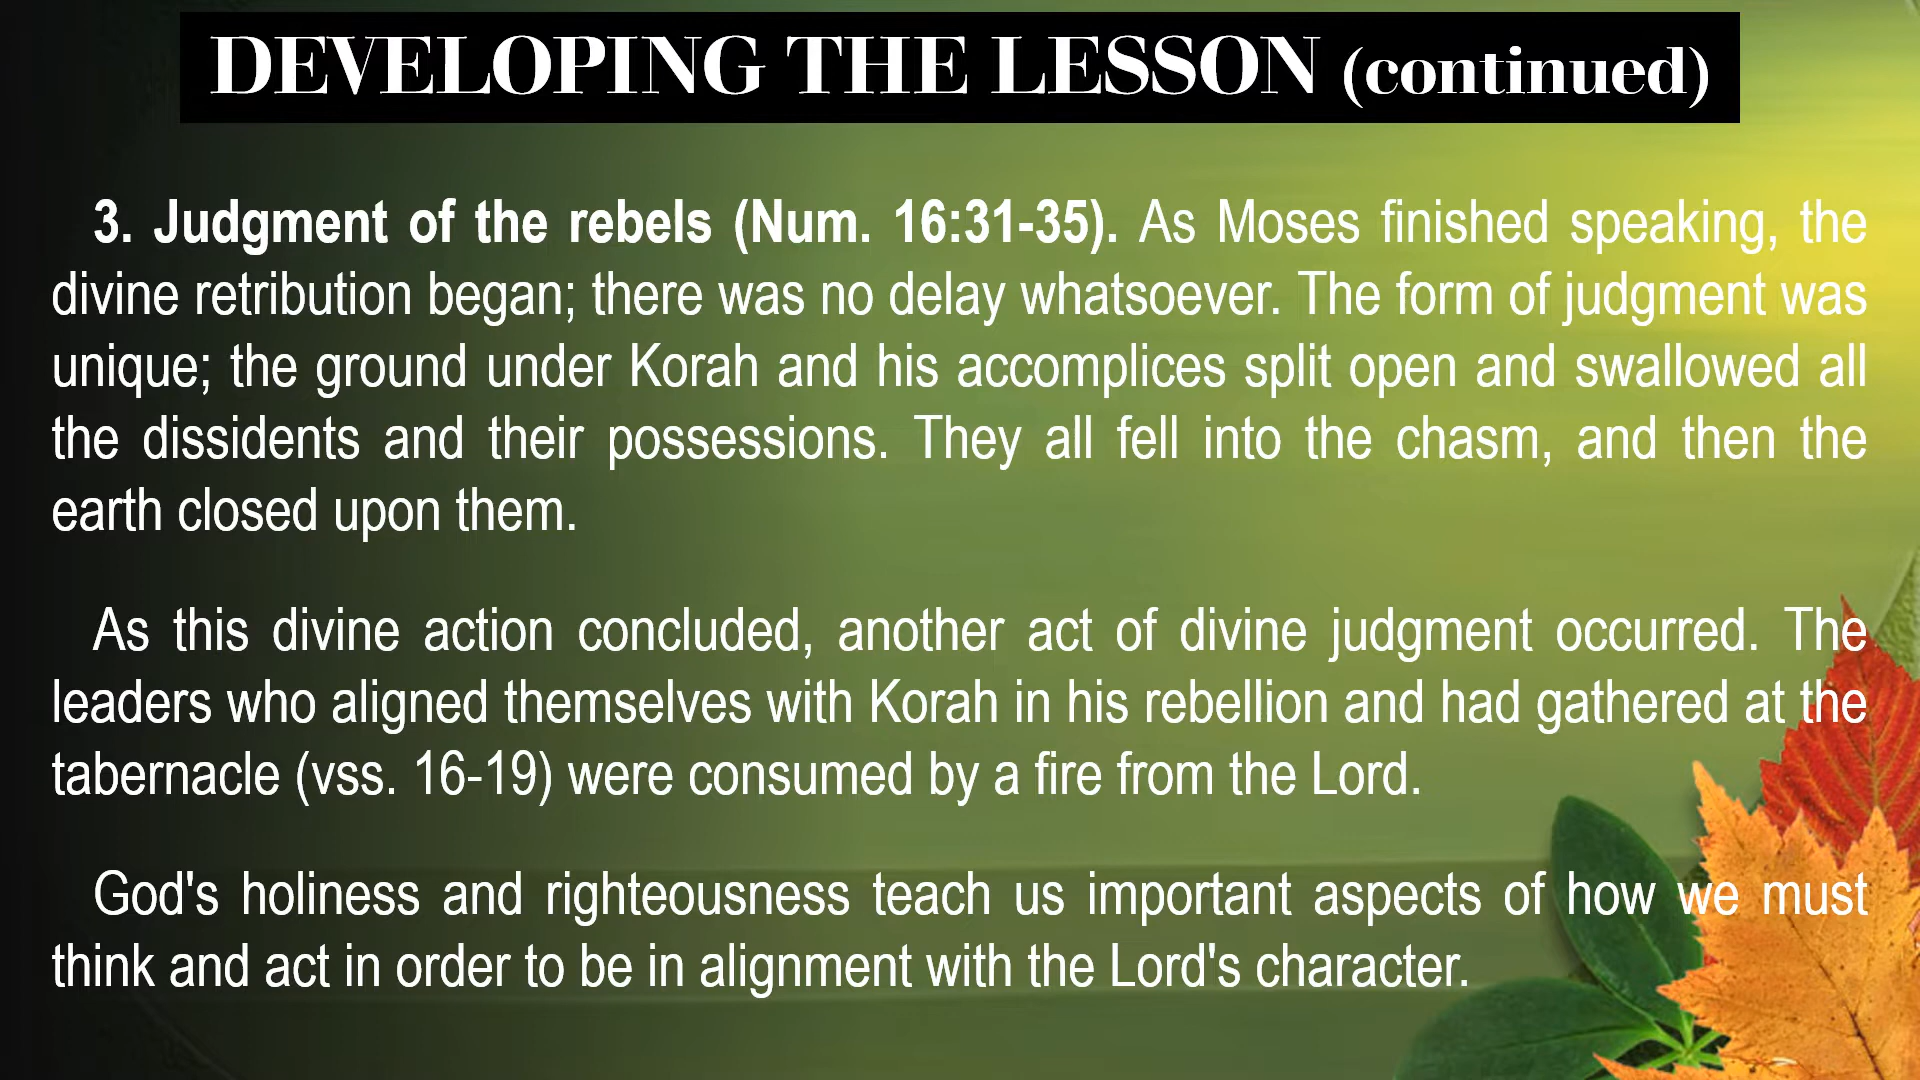 DEVELOPING THE LESSON (continued)
3. Judgment of the rebels (Num. 16:31-35). As Moses finished speaking, the
divine retribution began; there was no delay whatsoever. The form of judgment was
unique; the ground under Korah and his accomplices split open and swallowed all
the dissidents and their possessions. They all fell into the chasm, and then the
earth closed upon them.
As this divine action concluded, another act of divine judgment occurred. The
leaders who aligned themselves with Korah in his rebellion and had gathered at the
tabernacle (vss. 16-19) were consumed by a fire from the Lord.
God's holiness and righteousness teach us important aspects of how we must
think and act in order to be in alignment with the Lord's character.